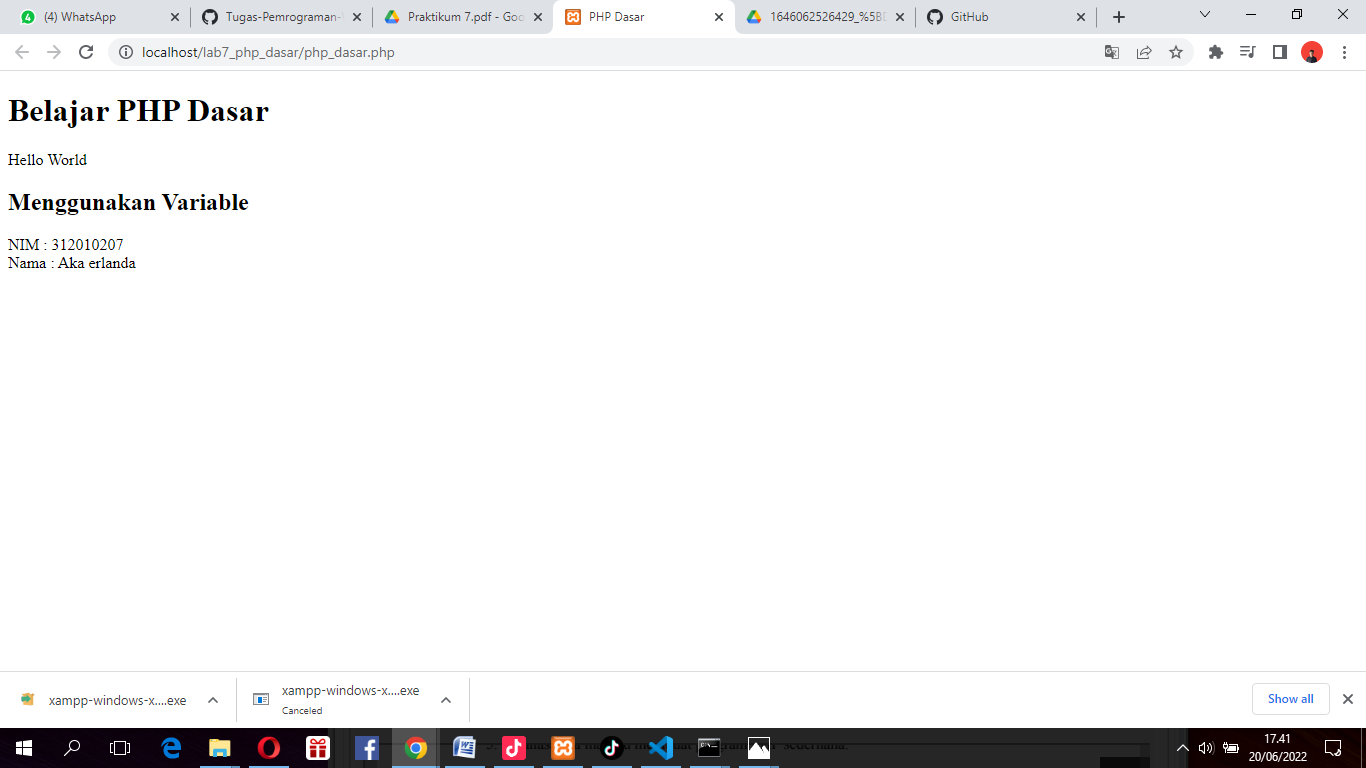 (4) WhatsApp
Tugas-Pemrograman-
Praktikum 7.pdf - Goo
PHP Dasar
1646062526429_%5BD
GitHub
localhost/lab7_php_dasar/php_dasar.php
Belajar PHP Dasar
Hello World
Menggunakan Variable
NIM : 312010207
Nama : Aka erlanda
xampp-windows-x....exe
xampp-windows-x....exe
Canceled
Show all
sederhana.
17.41
20/06/2022